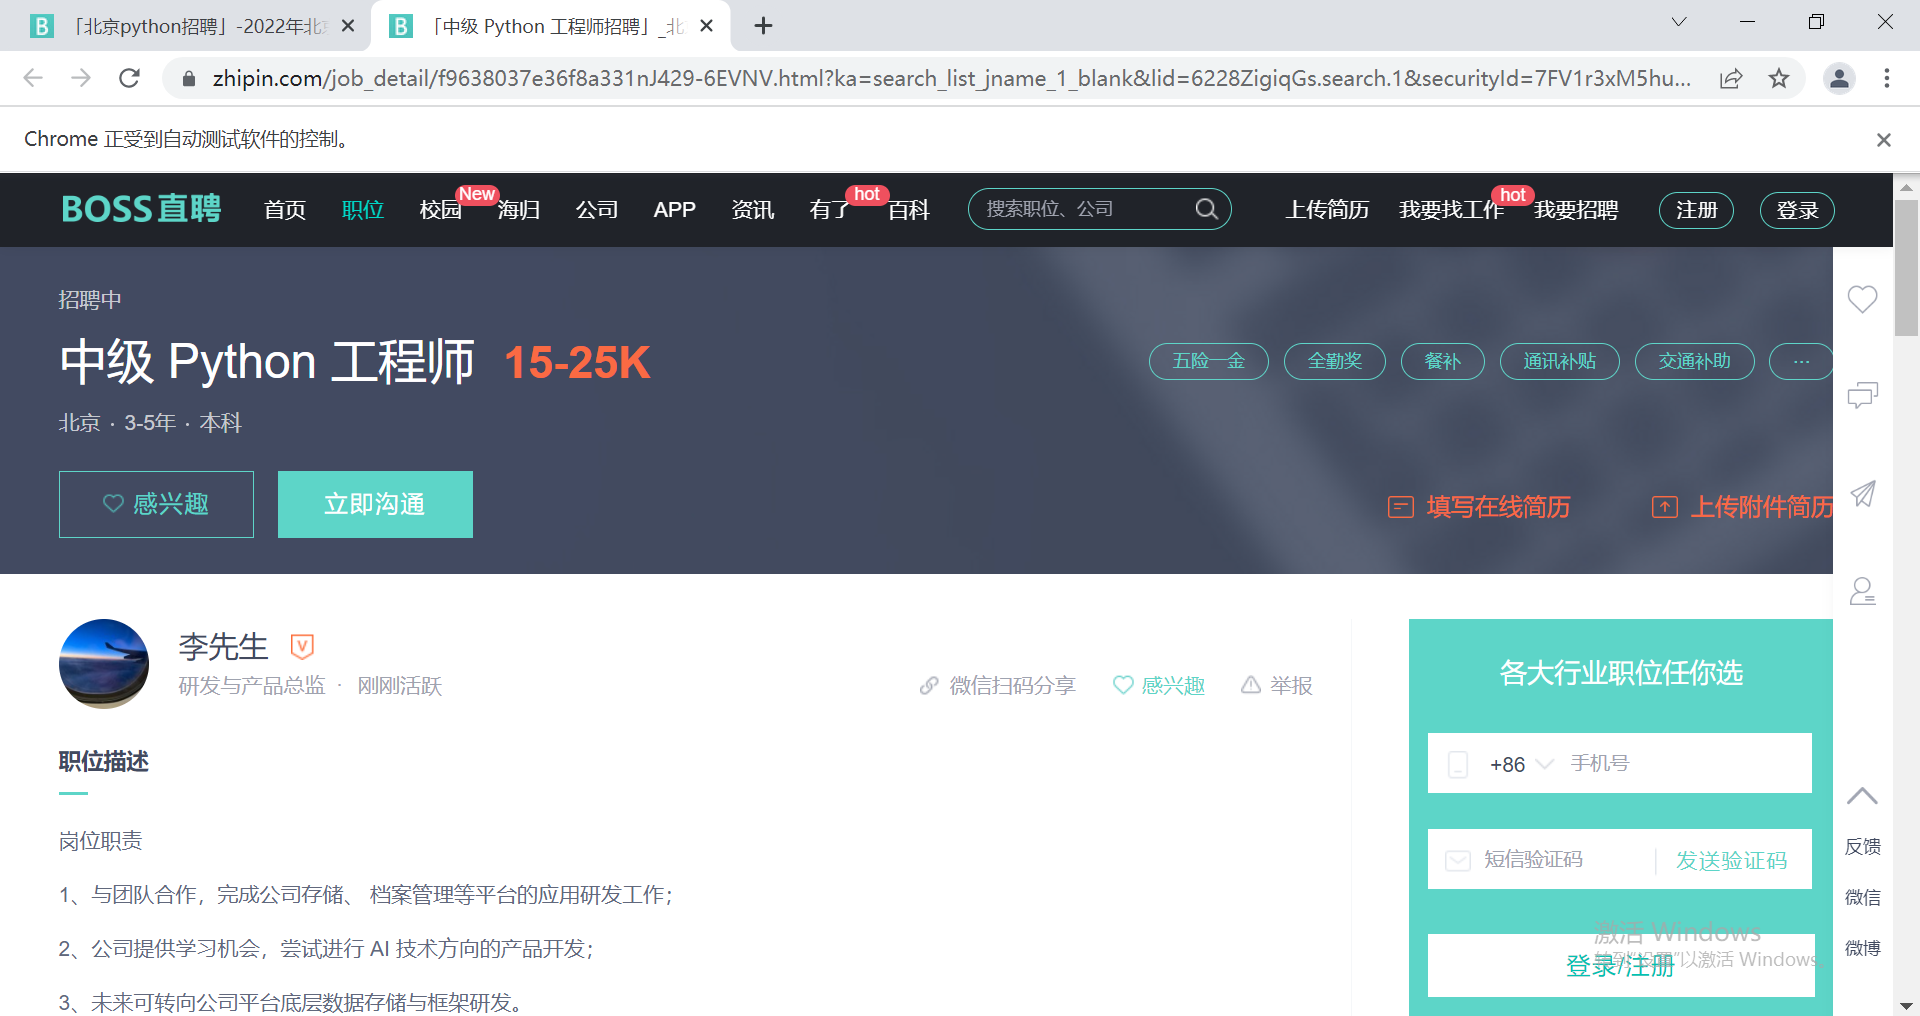 「北京python招聘」-2022年北
「中级 Python 工程师招聘」_北
zhipin.com/job_detail/f9638037e36f8a331nJ429-6EVNV.html?ka=search_list_jname_1_blank&lid=6228ZigiqGs.search.1&securityId=7FV1r3xM5hu...
Chrome 正受到自动测试软件的控制。
BOSS直聘 首页 职位 校园 New 海归 公司 APP 资讯 有了 hot 百科 搜索职位、公司 上传简历 我要找工作 hot 我要招聘 注册 登录
招聘中
中级 Python 工程师 15-25K
五险一金 全勤奖 餐补 通讯补贴 交通补助 ...
北京 · 3-5年 · 本科
感兴趣 立即沟通
填写在线简历 上传附件简历
李先生
研发与产品总监 · 刚刚活跃
微信扫码分享 感兴趣 举报
各大行业职位任你选
职位描述
+86 手机号
岗位职责
短信验证码 发送验证码
1、与团队合作，完成公司存储、 档案管理等平台的应用研发工作；
2、公司提供学习机会，尝试进行 AI 技术方向的产品开发；
3、未来可转向公司平台底层数据存储与框架研发。
登录/注册
激活 Windows
转到"设置"以激活 Windows。
反馈
微信
微博